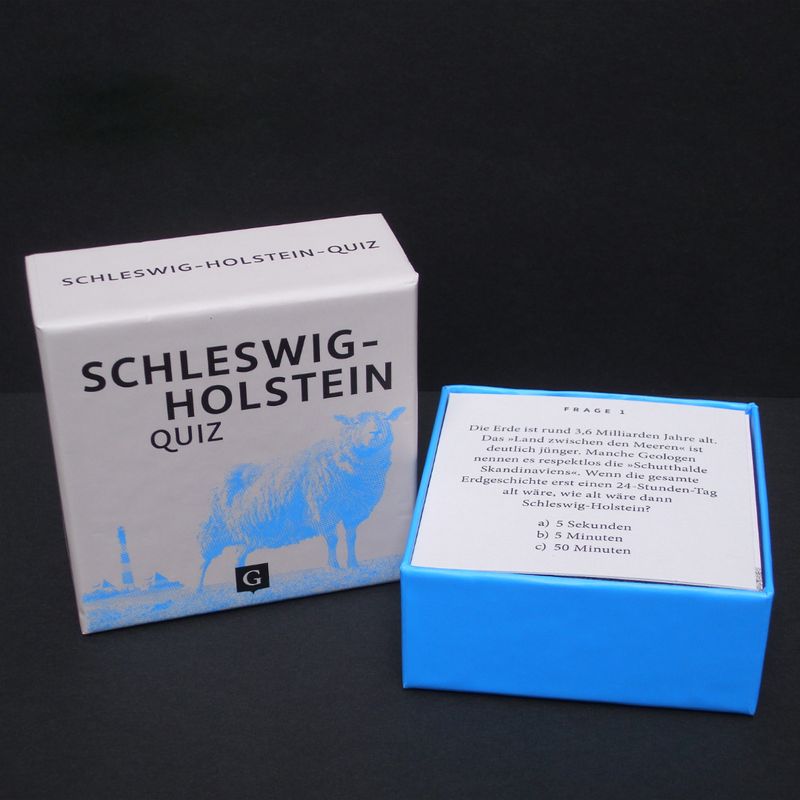 SCHLESWIG-HOLSTEIN-QUIZ
SCHLESWIG-
HOLSTEIN
QUIZ
G
FRAGE 1
Die Erde ist rund 3,6 Milliarden Jahre alt.
Das »Land zwischen den Meeren« ist
deutlich jünger. Manche Geologen
nennen es respektlos die »Schutthalde
Skandinaviens«. Wenn die gesamte
Erdgeschichte erst einen 24-Stunden-Tag
alt wäre, wie alt wäre dann
Schleswig-Holstein?
a) 5 Sekunden
b) 5 Minuten
c) 50 Minuten